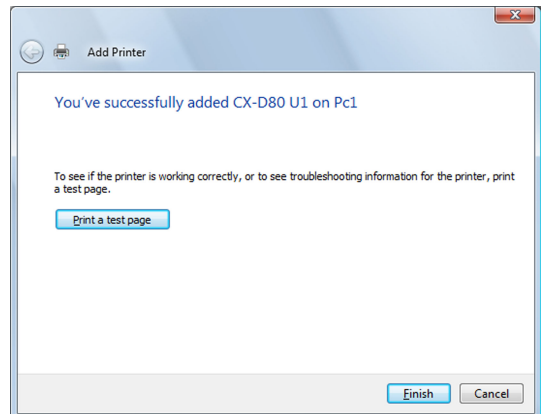 Add Printer
You've successfully added CX-D80 U1 on Pc1
To see if the printer is working correctly, or to see troubleshooting information for the printer, print
a test page.
Print a test page
Finish Cancel